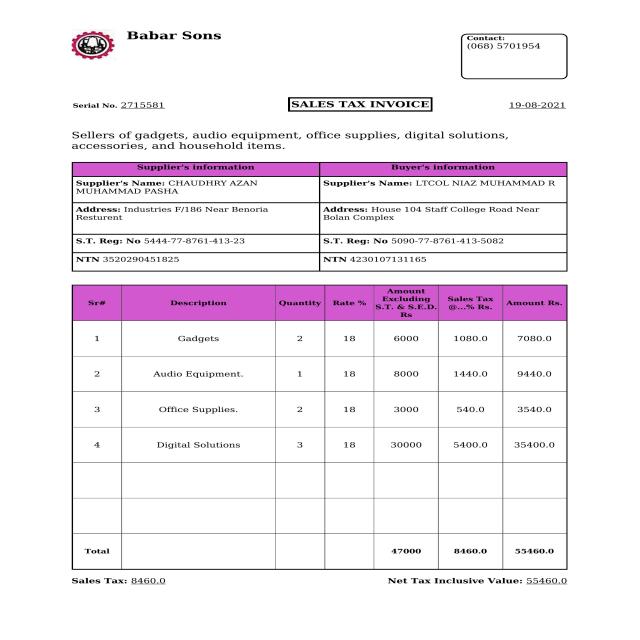 Babar Sons
Contact:
(068) 5701954
Serial No. 2715581
SALES TAX INVOICE
19-08-2021
Sellers of gadgets, audio equipment, office supplies, digital solutions,
accessories, and household items.
Supplier's information
Buyer's information
Supplier's Name: CHAUDHRY AZAN
MUHAMMAD PASHA
Supplier's Name: LTCOL NIAZ MUHAMMAD R
Address: Industries F/186 Near Benoria
Resturent
Address: House 104 Staff College Road Near
Bolan Complex
S.T. Reg: No 5444-77-8761-413-23
S.T. Reg: No 5090-77-8761-413-5082
NTN 3520290451825
NTN 4230107131165
Sr# Description Quantity Rate % Amount Excluding S.T. & S.E.D. Rs Sales Tax @...% Rs. Amount Rs.
1 Gadgets 2 18 6000 1080.0 7080.0
2 Audio Equipment. 1 18 8000 1440.0 9440.0
3 Office Supplies. 2 18 3000 540.0 3540.0
4 Digital Solutions 3 18 30000 5400.0 35400.0
Total 47000 8460.0 55460.0
Sales Tax: 8460.0
Net Tax Inclusive Value: 55460.0